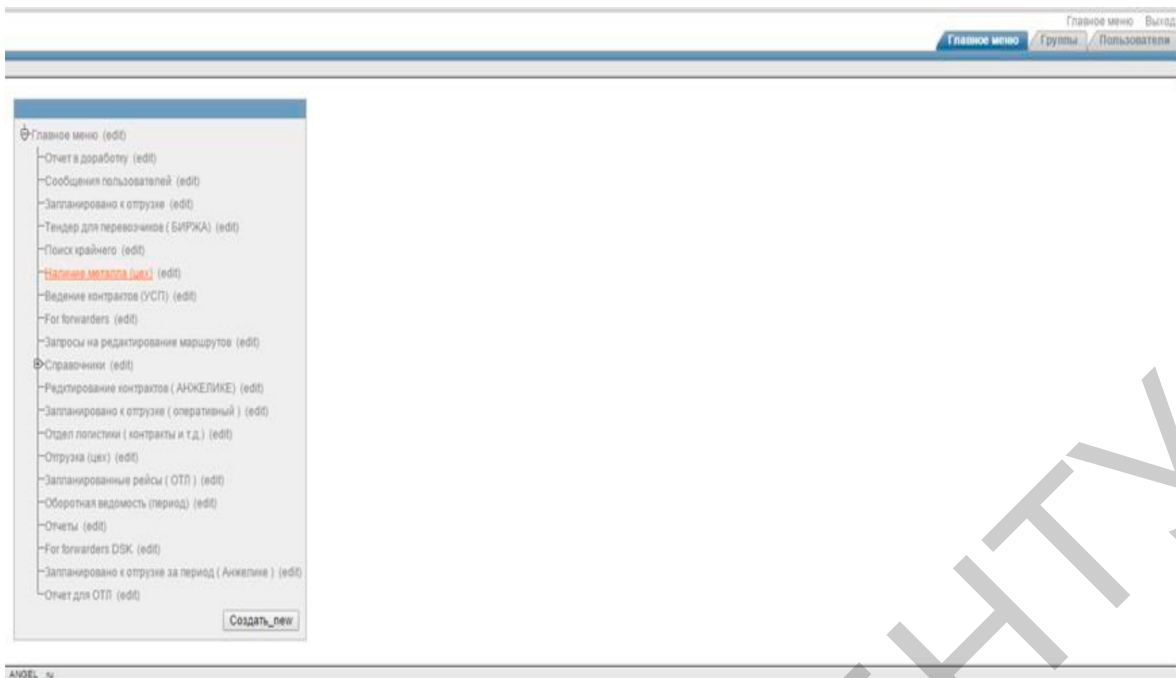 Главное меню Выход
Главное меню Группы Пользователи
Главное меню (edit)
Отчет в доработку (edit)
Сообщения пользователей (edit)
Запланировано к отгрузке (edit)
Тендер для перевозчиков ( БИРЖА) (edit)
Поиск крайнего (edit)
Наличие металла (цех) (edit)
Ведение контрактов (УСП) (edit)
For forwarders (edit)
Запросы на редактирование маршрутов (edit)
Справочники (edit)
Редктирование контрактов ( АНЖЕЛИКЕ) (edit)
Запланировано к отгрузке ( оперативный ) (edit)
Отдел логистики ( контракты и т.д.) (edit)
Отгрузка (цех) (edit)
Запланированные рейсы ( ОТЛ ) (edit)
Оборотная ведомость (период) (edit)
Отчеты (edit)
For forwarders DSK (edit)
Запланировано к отгрузке за период ( Анжелике ) (edit)
Отчет для ОТЛ (edit)
Создать_new
ANGEL ru
НТУ